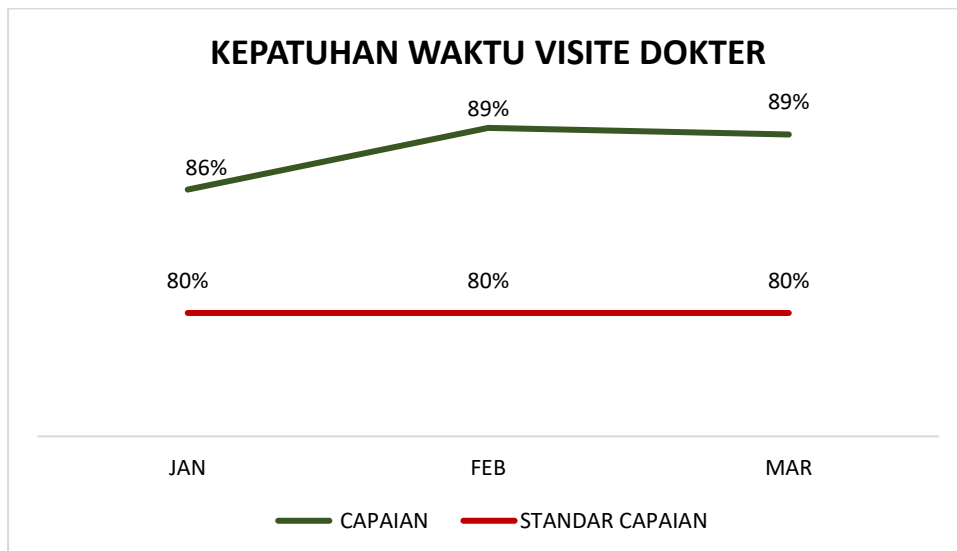 KEPATUHAN WAKTU VISITE DOKTER
86%
89%
89%
80%
80%
80%
JAN
FEB
MAR
CAPAIAN
STANDAR CAPAIAN